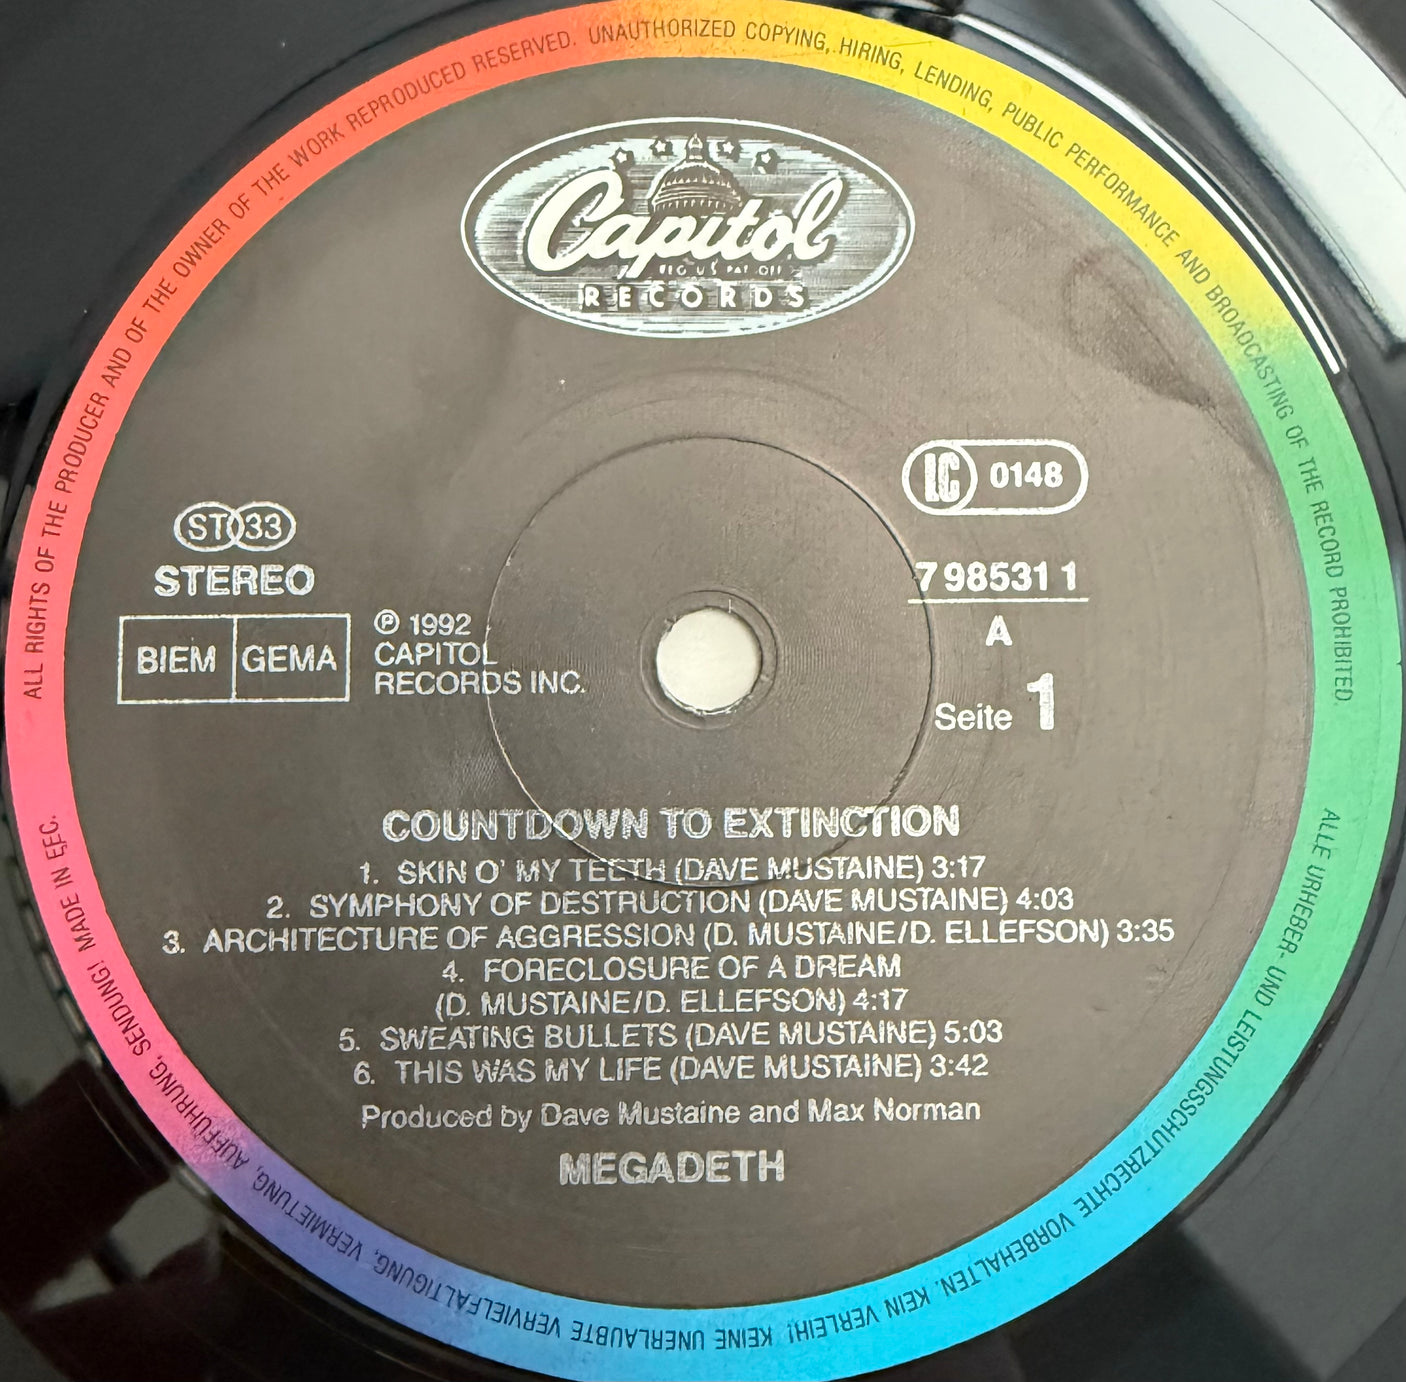 ALL RIGHTS OF THE PRODUCER AND OF THE OWNER OF THE WORK REPRODUCED RESERVED. UNAUTHORIZED COPYING, HIRING, LENDING, PUBLIC PERFORMANCE AND BROADCASTING OF THE RECORD PROHIBITED.
Capitol
REG. U.S. PAT. OFF.
RECORDS
LC 0148
ST 33
STEREO
BIEM GEMA
℗ 1992
CAPITOL
RECORDS INC.
7 98531 1
A
Seite 1
COUNTDOWN TO EXTINCTION
1. SKIN O' MY TEETH (DAVE MUSTAINE) 3:17
2. SYMPHONY OF DESTRUCTION (DAVE MUSTAINE) 4:03
3. ARCHITECTURE OF AGGRESSION (D. MUSTAINE/D. ELLEFSON) 3:35
4. FORECLOSURE OF A DREAM
(D. MUSTAINE/D. ELLEFSON) 4:17
5. SWEATING BULLETS (DAVE MUSTAINE) 5:03
6. THIS WAS MY LIFE (DAVE MUSTAINE) 3:42
Produced by Dave Mustaine and Max Norman
MEGADETH
ALLE URHEBER- UND LEISTUNGSSCHUTZRECHTE VORBEHALTEN. KEIN VERLEIH! KEINE UNERLAUBTE VERVIELFALTIGUNG, VERMIETUNG, AUFFÜHRUNG, SENDUNG! MADE IN EEC.